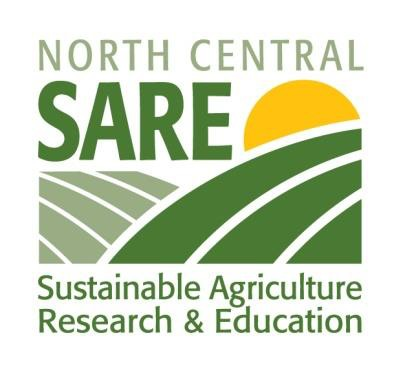 NORTH CENTRAL
SARE
Sustainable Agriculture
Research & Education